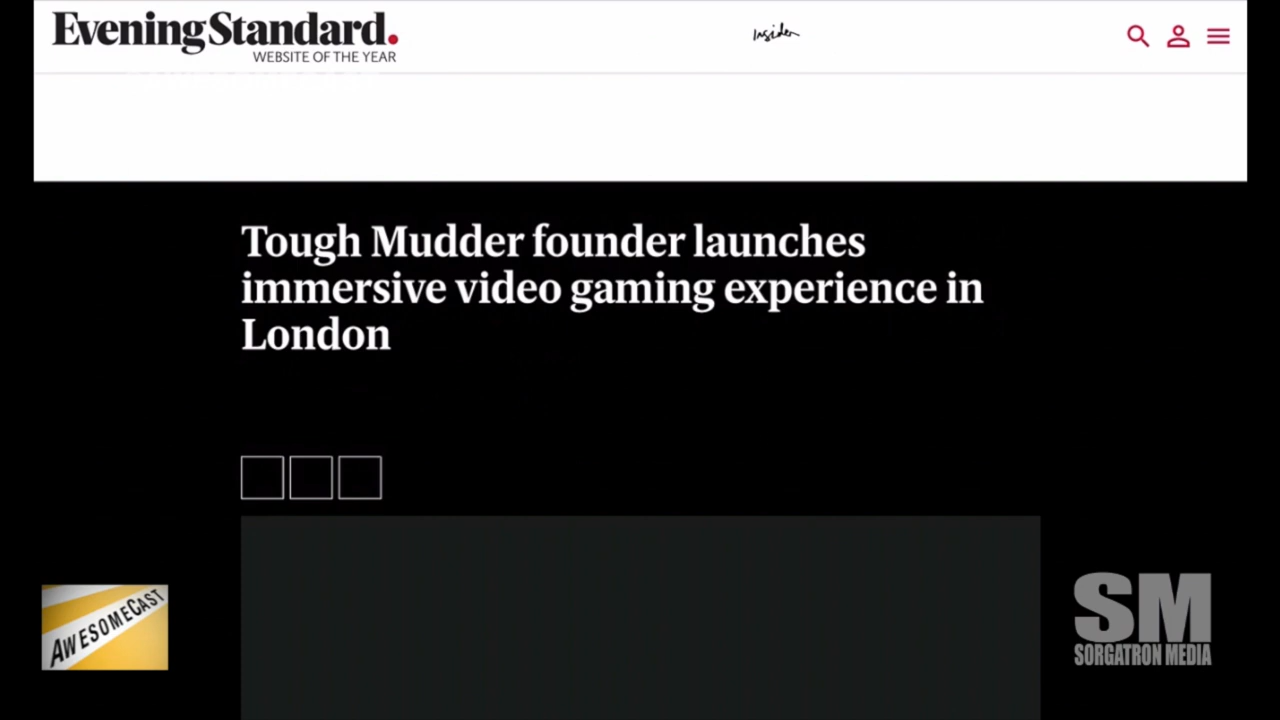 Evening Standard.
WEBSITE OF THE YEAR
Insider
Tough Mudder founder launches
immersive video gaming experience in
London
AWESOMECAST
SM
SORGATRON MEDIA